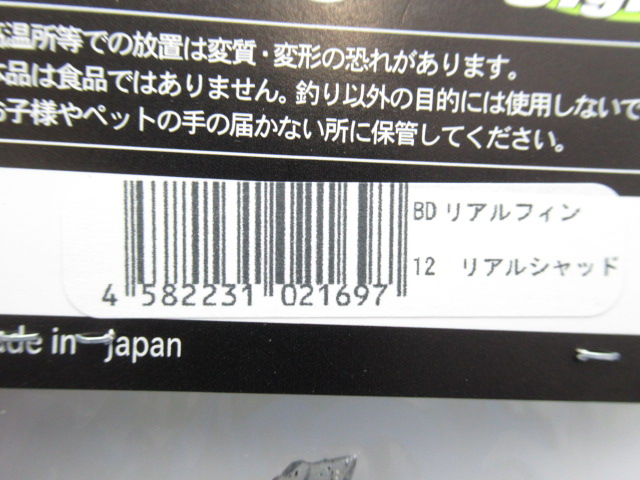 温所等での放置は変質・変形の恐れがあります。
本品は食品ではありません。釣り以外の目的には使用しないで
お子様やペットの手の届かない所に保管してください。
BD リアルフィン
12 リアルシャッド
4 582231 021697
made in japan